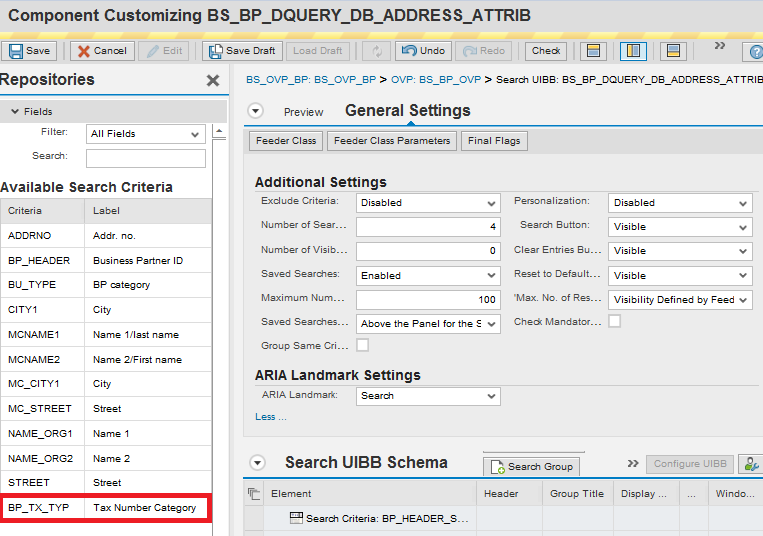 Component Customizing BS_BP_DQUERY_DB_ADDRESS_ATTRIB
Save Cancel Edit Save Draft Load Draft Undo Redo Check
Repositories
Fields
Filter: All Fields
Search:
Available Search Criteria
Criteria Label
ADDRNO Addr. no.
BP_HEADER Business Partner ID
BU_TYPE BP category
CITY1 City
MCNAME1 Name 1/last name
MCNAME2 Name 2/First name
MC_CITY1 City
MC_STREET Street
NAME_ORG1 Name 1
NAME_ORG2 Name 2
STREET Street
BP_TX_TYP Tax Number Category
BS_OVP_BP: BS_OVP_BP > OVP: BS_BP_OVP > Search UIBB: BS_BP_DQUERY_DB_ADDRESS_ATTRIB
Preview General Settings
Feeder Class Feeder Class Parameters Final Flags
Additional Settings
Exclude Criteria: Disabled Personalization: Disabled
Number of Sear... 4 Search Button: Visible
Number of Visib... 0 Clear Entries Bu... Visible
Saved Searches: Enabled Reset to Default... Visible
Maximum Num... 100 'Max. No. of Res... Visibility Defined by Feed
Saved Searches... Above the Panel for the S Check Mandator...
Group Same Cri...
ARIA Landmark Settings
ARIA Landmark: Search
Less ...
Search UIBB Schema Search Group Configure UIBB
Element Header Group Title Display ... ... Windo...
Search Criteria: BP_HEADER_S...